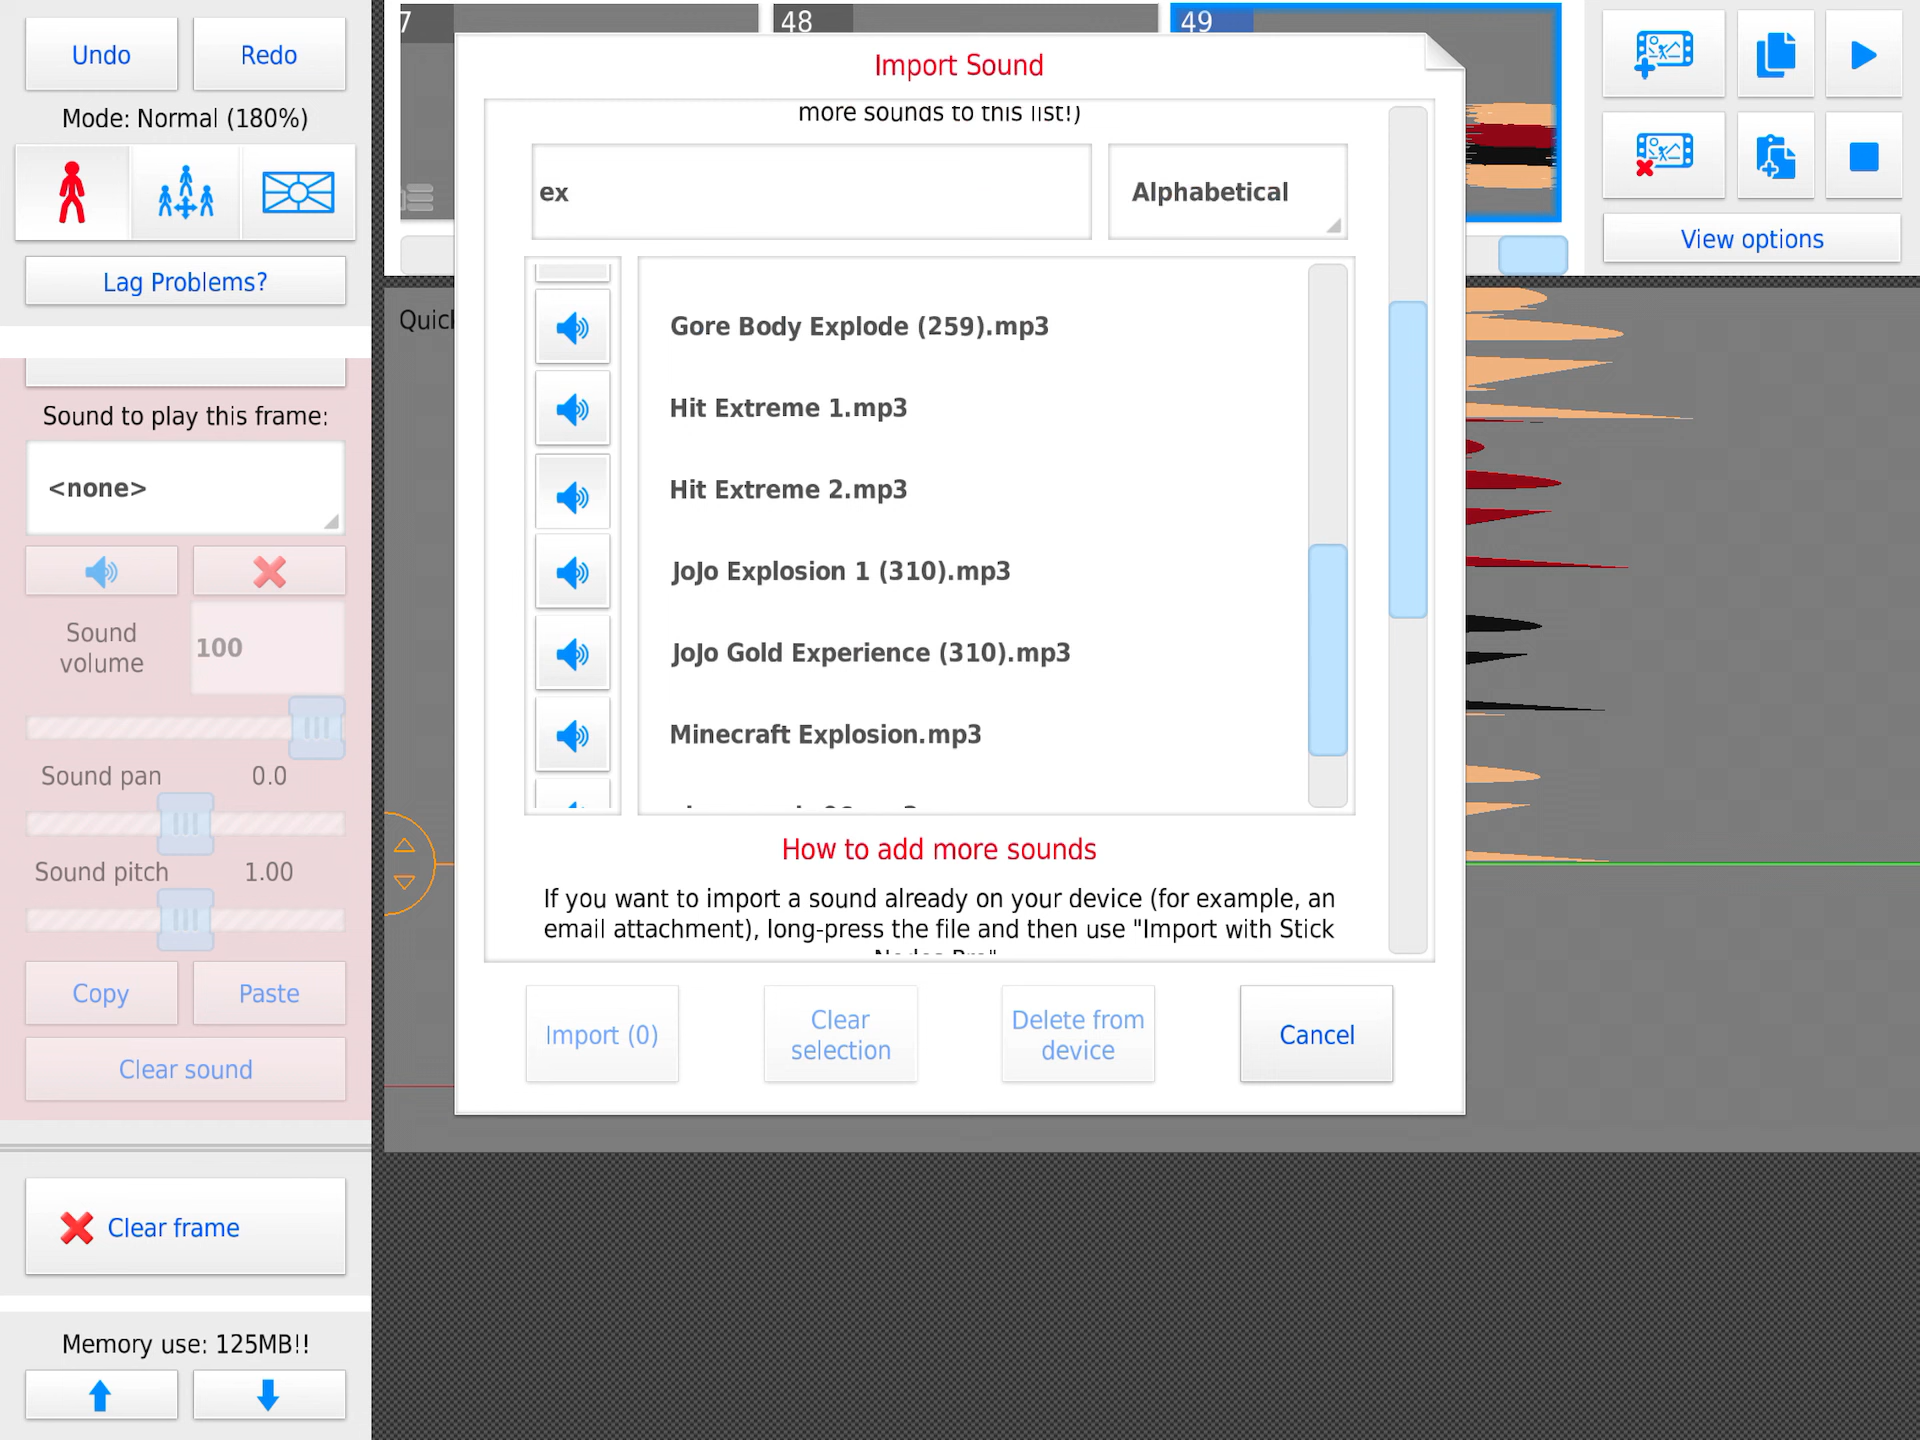 Undo
Redo
Mode: Normal (180%)
Lag Problems?
Sound to play this frame:
<none>
Sound
volume
100
Sound pan
0.0
Sound pitch
1.00
Copy
Paste
Clear sound
Clear frame
Memory use: 125MB!!
7
48
49
View options
Quick
Import Sound
more sounds to this list!)
ex
Alphabetical
Gore Body Explode (259).mp3
Hit Extreme 1.mp3
Hit Extreme 2.mp3
JoJo Explosion 1 (310).mp3
JoJo Gold Experience (310).mp3
Minecraft Explosion.mp3
How to add more sounds
If you want to import a sound already on your device (for example, an
email attachment), long-press the file and then use "Import with Stick
Nodes Pro"
Import (0)
Clear
selection
Delete from
device
Cancel